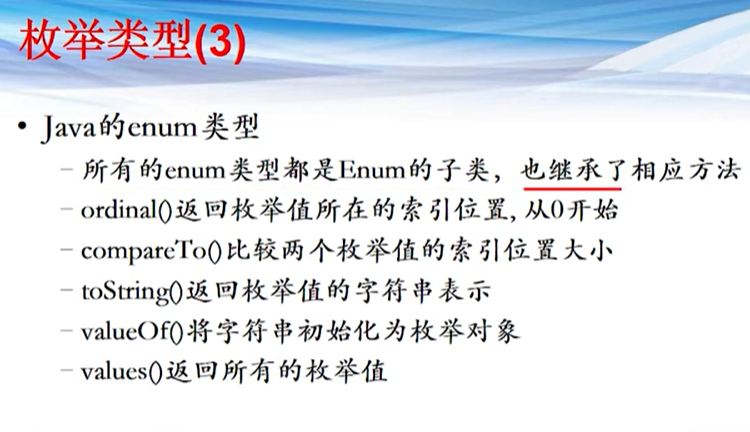 枚举类型(3)
• Java的enum类型
– 所有的enum类型都是Enum的子类，也继承了相应方法
– ordinal()返回枚举值所在的索引位置, 从0开始
– compareTo()比较两个枚举值的索引位置大小
– toString()返回枚举值的字符串表示
– valueOf()将字符串初始化为枚举对象
– values()返回所有的枚举值